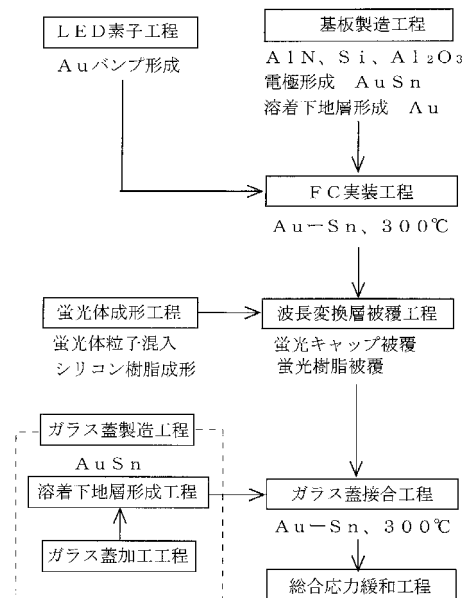 LED素子工程
Auバンプ形成
基板製造工程
AlN、Si、Al₂O₃
電極形成 AuSn
溶着下地層形成 Au
FC実装工程
Au－Sn、300℃
蛍光体成形工程
蛍光体粒子混入
シリコン樹脂成形
波長変換層被覆工程
蛍光キャップ被覆
蛍光樹脂被覆
ガラス蓋製造工程
AuSn
溶着下地層形成工程
ガラス蓋加工工程
ガラス蓋接合工程
Au－Sn、300℃
総合応力緩和工程